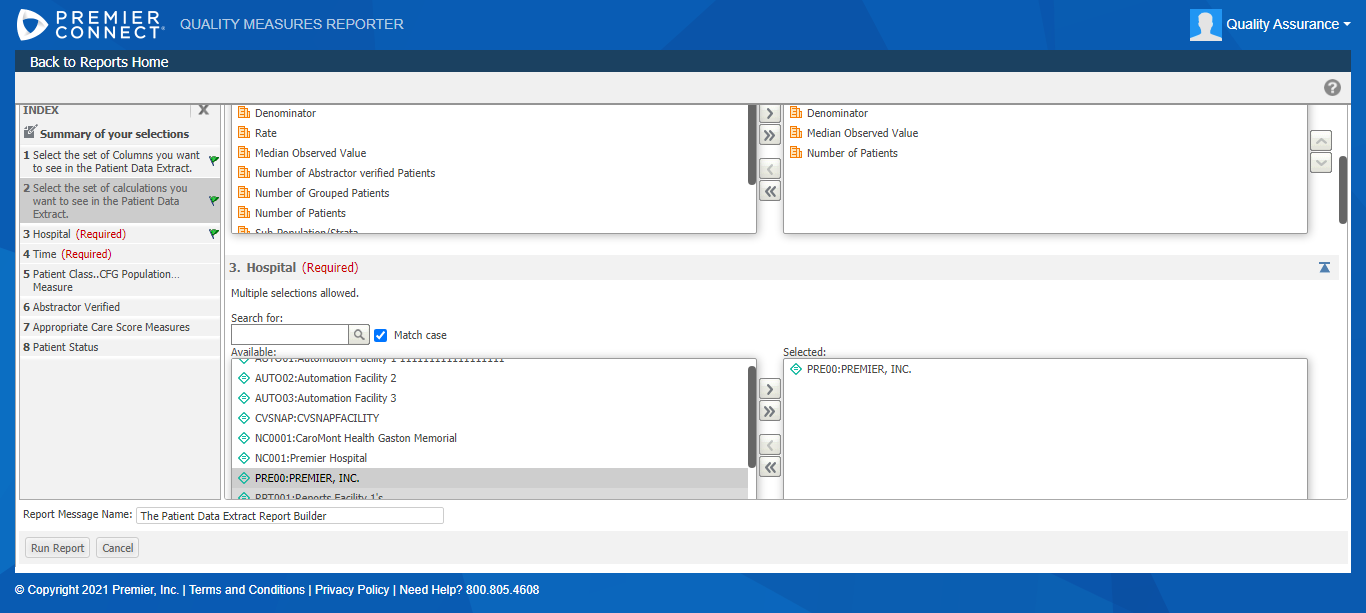 PREMIER
CONNECT
QUALITY MEASURES REPORTER
Quality Assurance
Back to Reports Home
INDEX
X
Summary of your selections
1 Select the set of Columns you want
to see in the Patient Data Extract.
2 Select the set of calculations you
want to see in the Patient Data
Extract.
3 Hospital (Required)
4 Time (Required)
5 Patient Class..CFG Population...
Measure
6 Abstractor Verified
7 Appropriate Care Score Measures
8 Patient Status
Denominator
Rate
Median Observed Value
Number of Abstractor verified Patients
Number of Grouped Patients
Number of Patients
Sub-Population/Strata
Denominator
Median Observed Value
Number of Patients
3. Hospital (Required)
Multiple selections allowed.
Search for:
Match case
Available:
AUTO02:Automation Facility 2
AUTO03:Automation Facility 3
CVSNAP:CVSNAPFACILITY
NC0001:CaroMont Health Gaston Memorial
NC001:Premier Hospital
PRE00:PREMIER, INC.
RPT001:Reports Facility 1's
Selected:
PRE00:PREMIER, INC.
Report Message Name: The Patient Data Extract Report Builder
Run Report Cancel
© Copyright 2021 Premier, Inc. | Terms and Conditions | Privacy Policy | Need Help? 800.805.4608